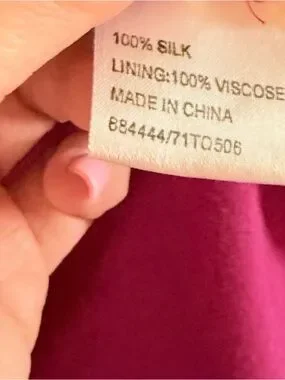 100% SILK
LINING:100% VISCOSE
MADE IN CHINA
684444/71TQ506